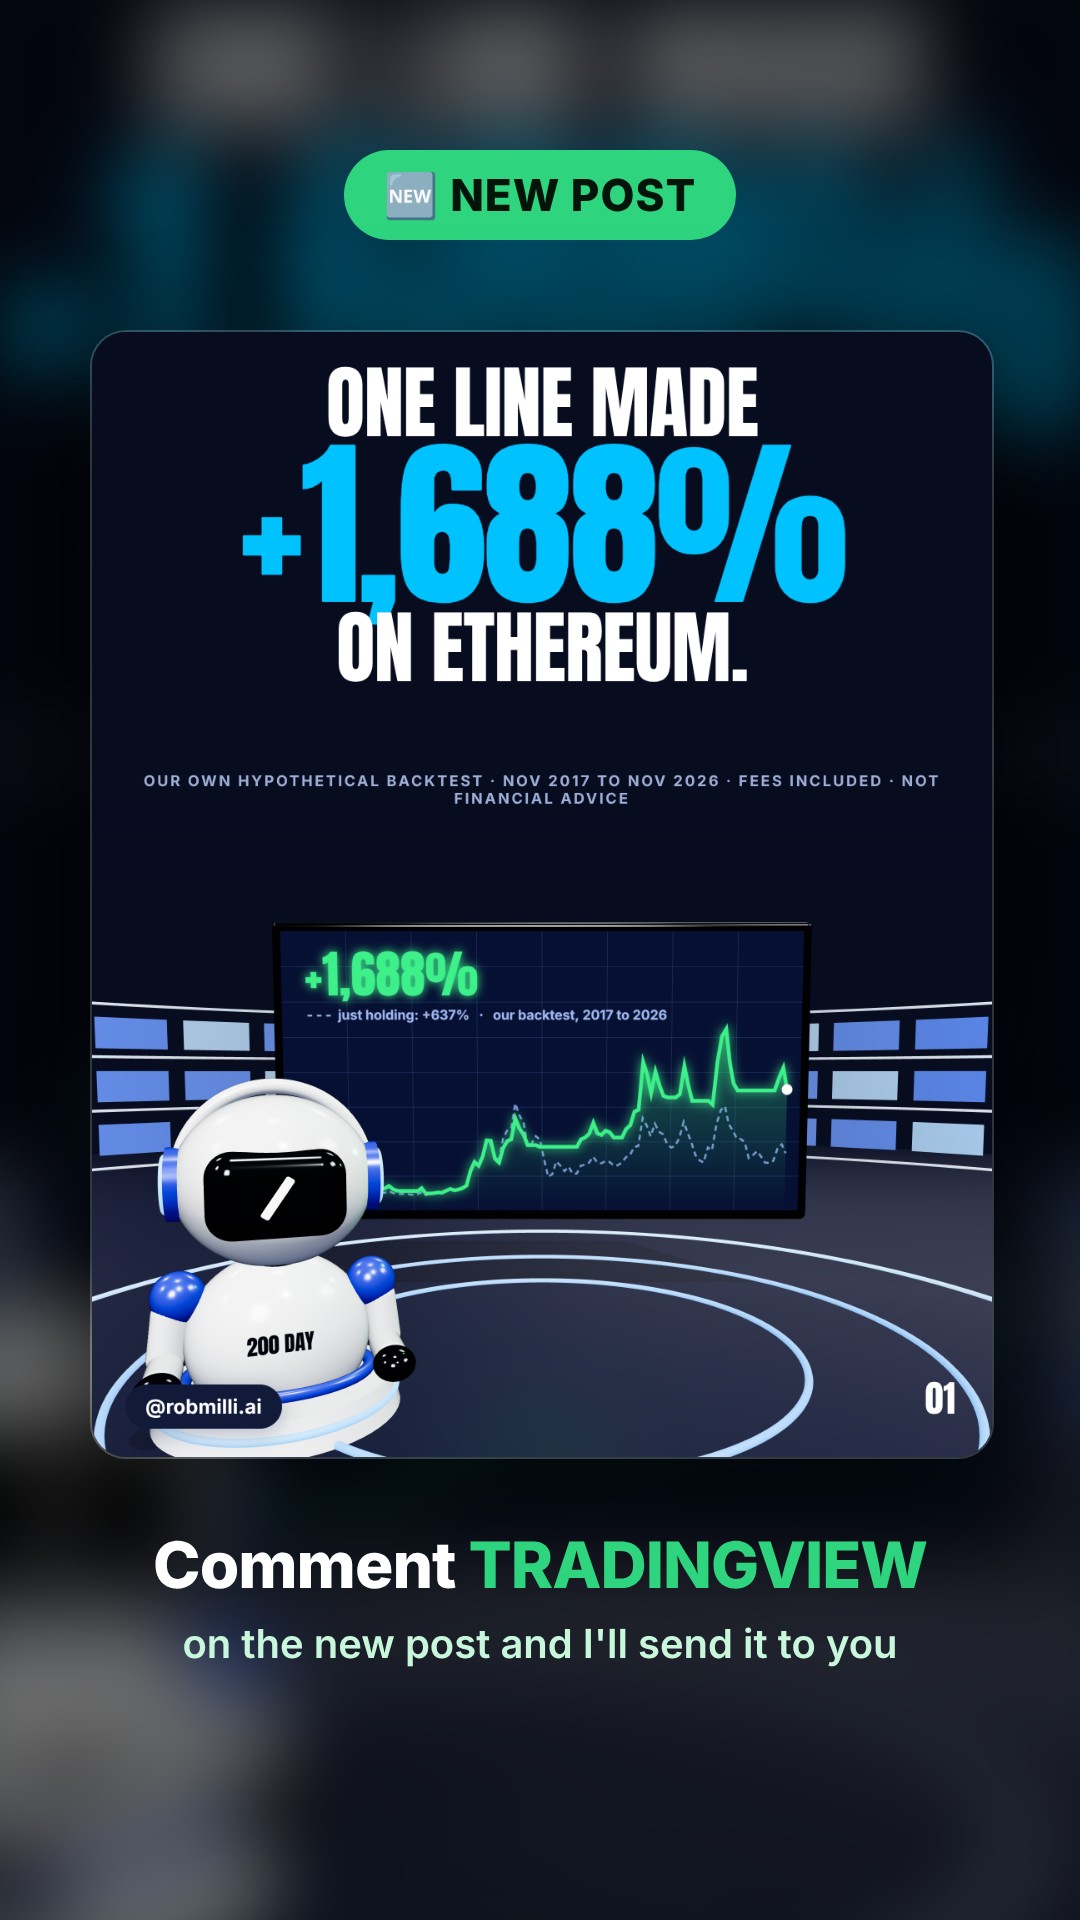 🆕 NEW POST
ONE LINE MADE
+1,688%
ON ETHEREUM.
OUR OWN HYPOTHETICAL BACKTEST · NOV 2017 TO NOV 2026 · FEES INCLUDED · NOT
FINANCIAL ADVICE
+1,688%
--- just holding: +637% · our backtest, 2017 to 2026
200 DAY
@robmilli.ai
01
Comment TRADINGVIEW
on the new post and I'll send it to you